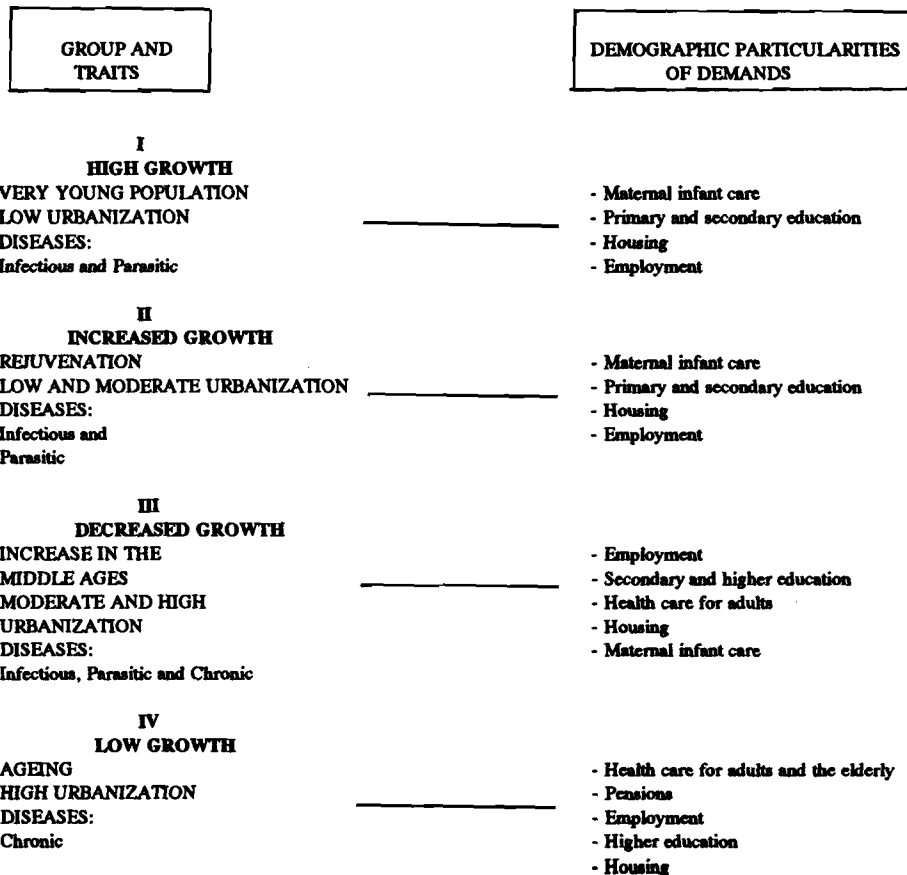 GROUP AND
TRAITS
DEMOGRAPHIC PARTICULARITIES
OF DEMANDS
I
HIGH GROWTH
VERY YOUNG POPULATION
LOW URBANIZATION
DISEASES:
Infectious and Parasitic
- Maternal infant care
- Primary and secondary education
- Housing
- Employment
II
INCREASED GROWTH
REJUVENATION
LOW AND MODERATE URBANIZATION
DISEASES:
Infectious and
Parasitic
- Maternal infant care
- Primary and secondary education
- Housing
- Employment
III
DECREASED GROWTH
INCREASE IN THE
MIDDLE AGES
MODERATE AND HIGH
URBANIZATION
DISEASES:
Infectious, Parasitic and Chronic
- Employment
- Secondary and higher education
- Health care for adults
- Housing
- Maternal infant care
IV
LOW GROWTH
AGEING
HIGH URBANIZATION
DISEASES:
Chronic
- Health care for adults and the elderly
- Pensions
- Employment
- Higher education
- Housing